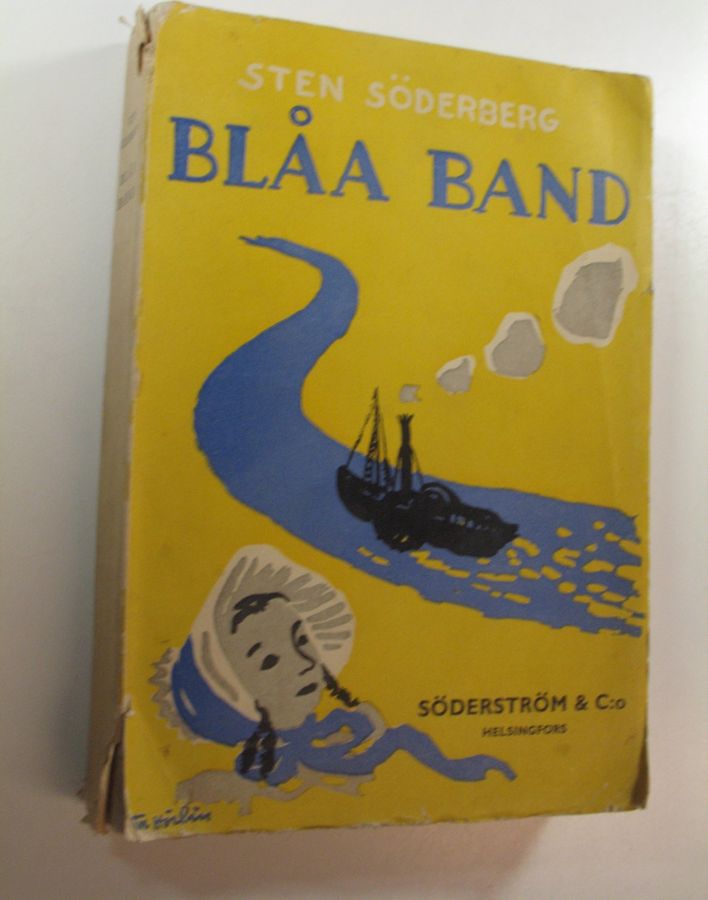 STEN SÖDERBERG
BLÅA BAND
SÖDERSTRÖM & C:o
HELSINGFORS